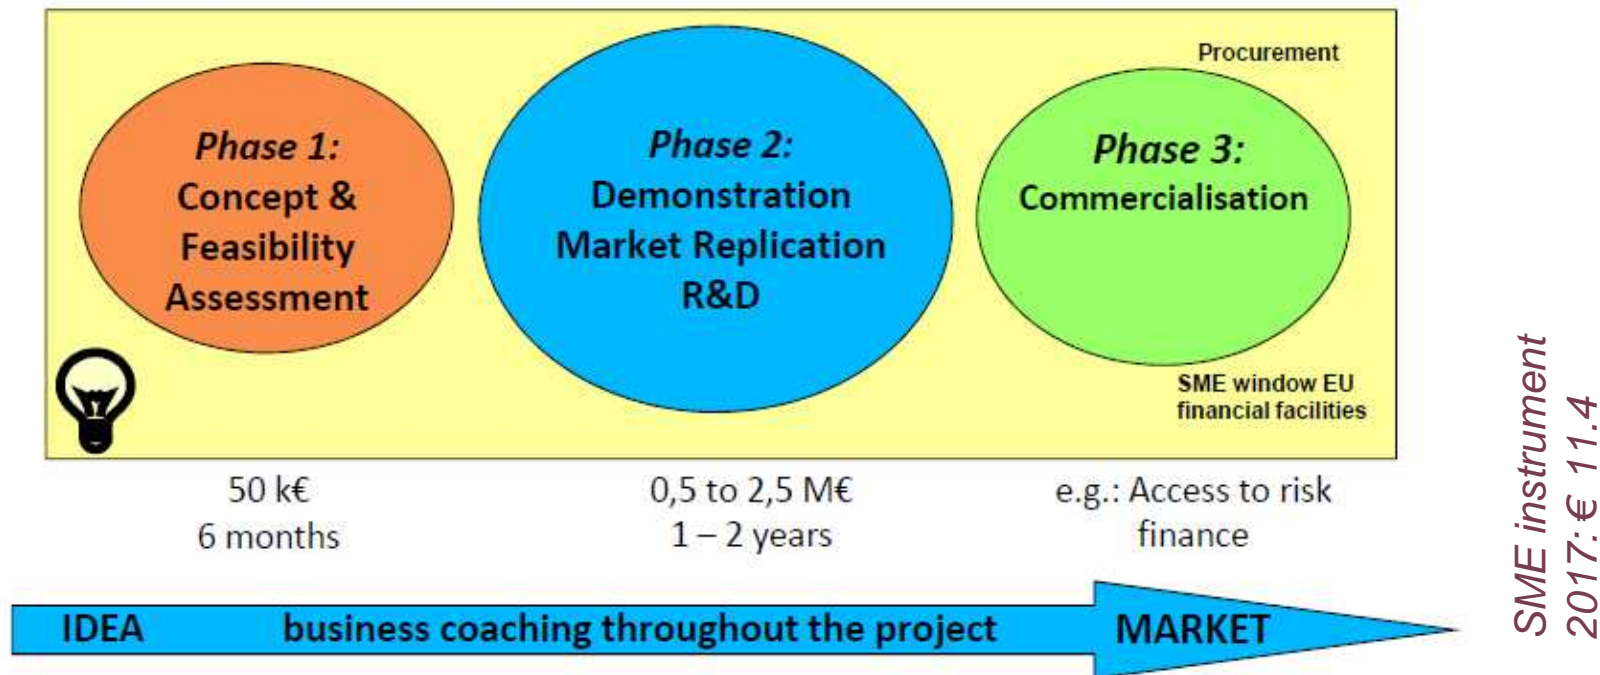 Procurement
Phase 1:
Concept &
Feasibility
Assessment
Phase 2:
Demonstration
Market Replication
R&D
Phase 3:
Commercialisation
SME window EU
financial facilities
50 k€
6 months
0,5 to 2,5 M€
1 – 2 years
e.g.: Access to risk
finance
IDEA
business coaching throughout the project
MARKET
SME instrument
2017: € 11.4